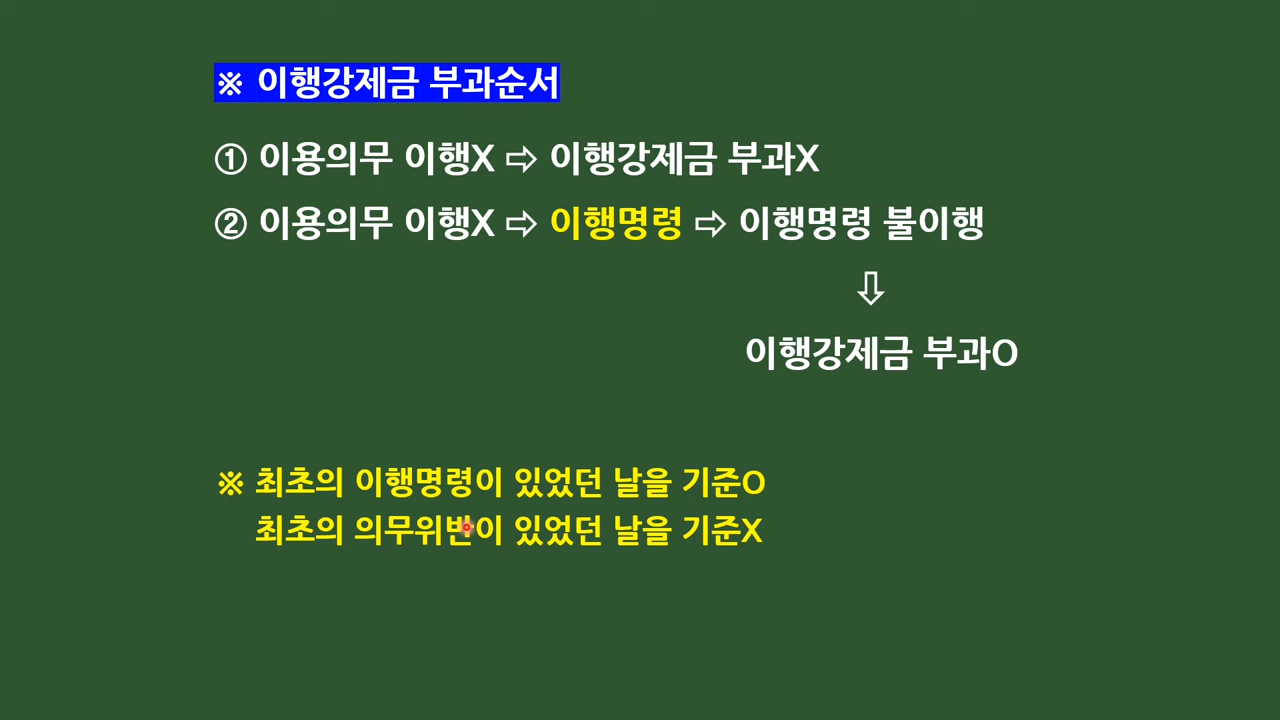 ※ 이행강제금 부과순서
① 이용의무 이행X ⇨ 이행강제금 부과X
② 이용의무 이행X ⇨ 이행명령 ⇨ 이행명령 불이행
⇩
이행강제금 부과O
※ 최초의 이행명령이 있었던 날을 기준O
최초의 의무위반이 있었던 날을 기준X